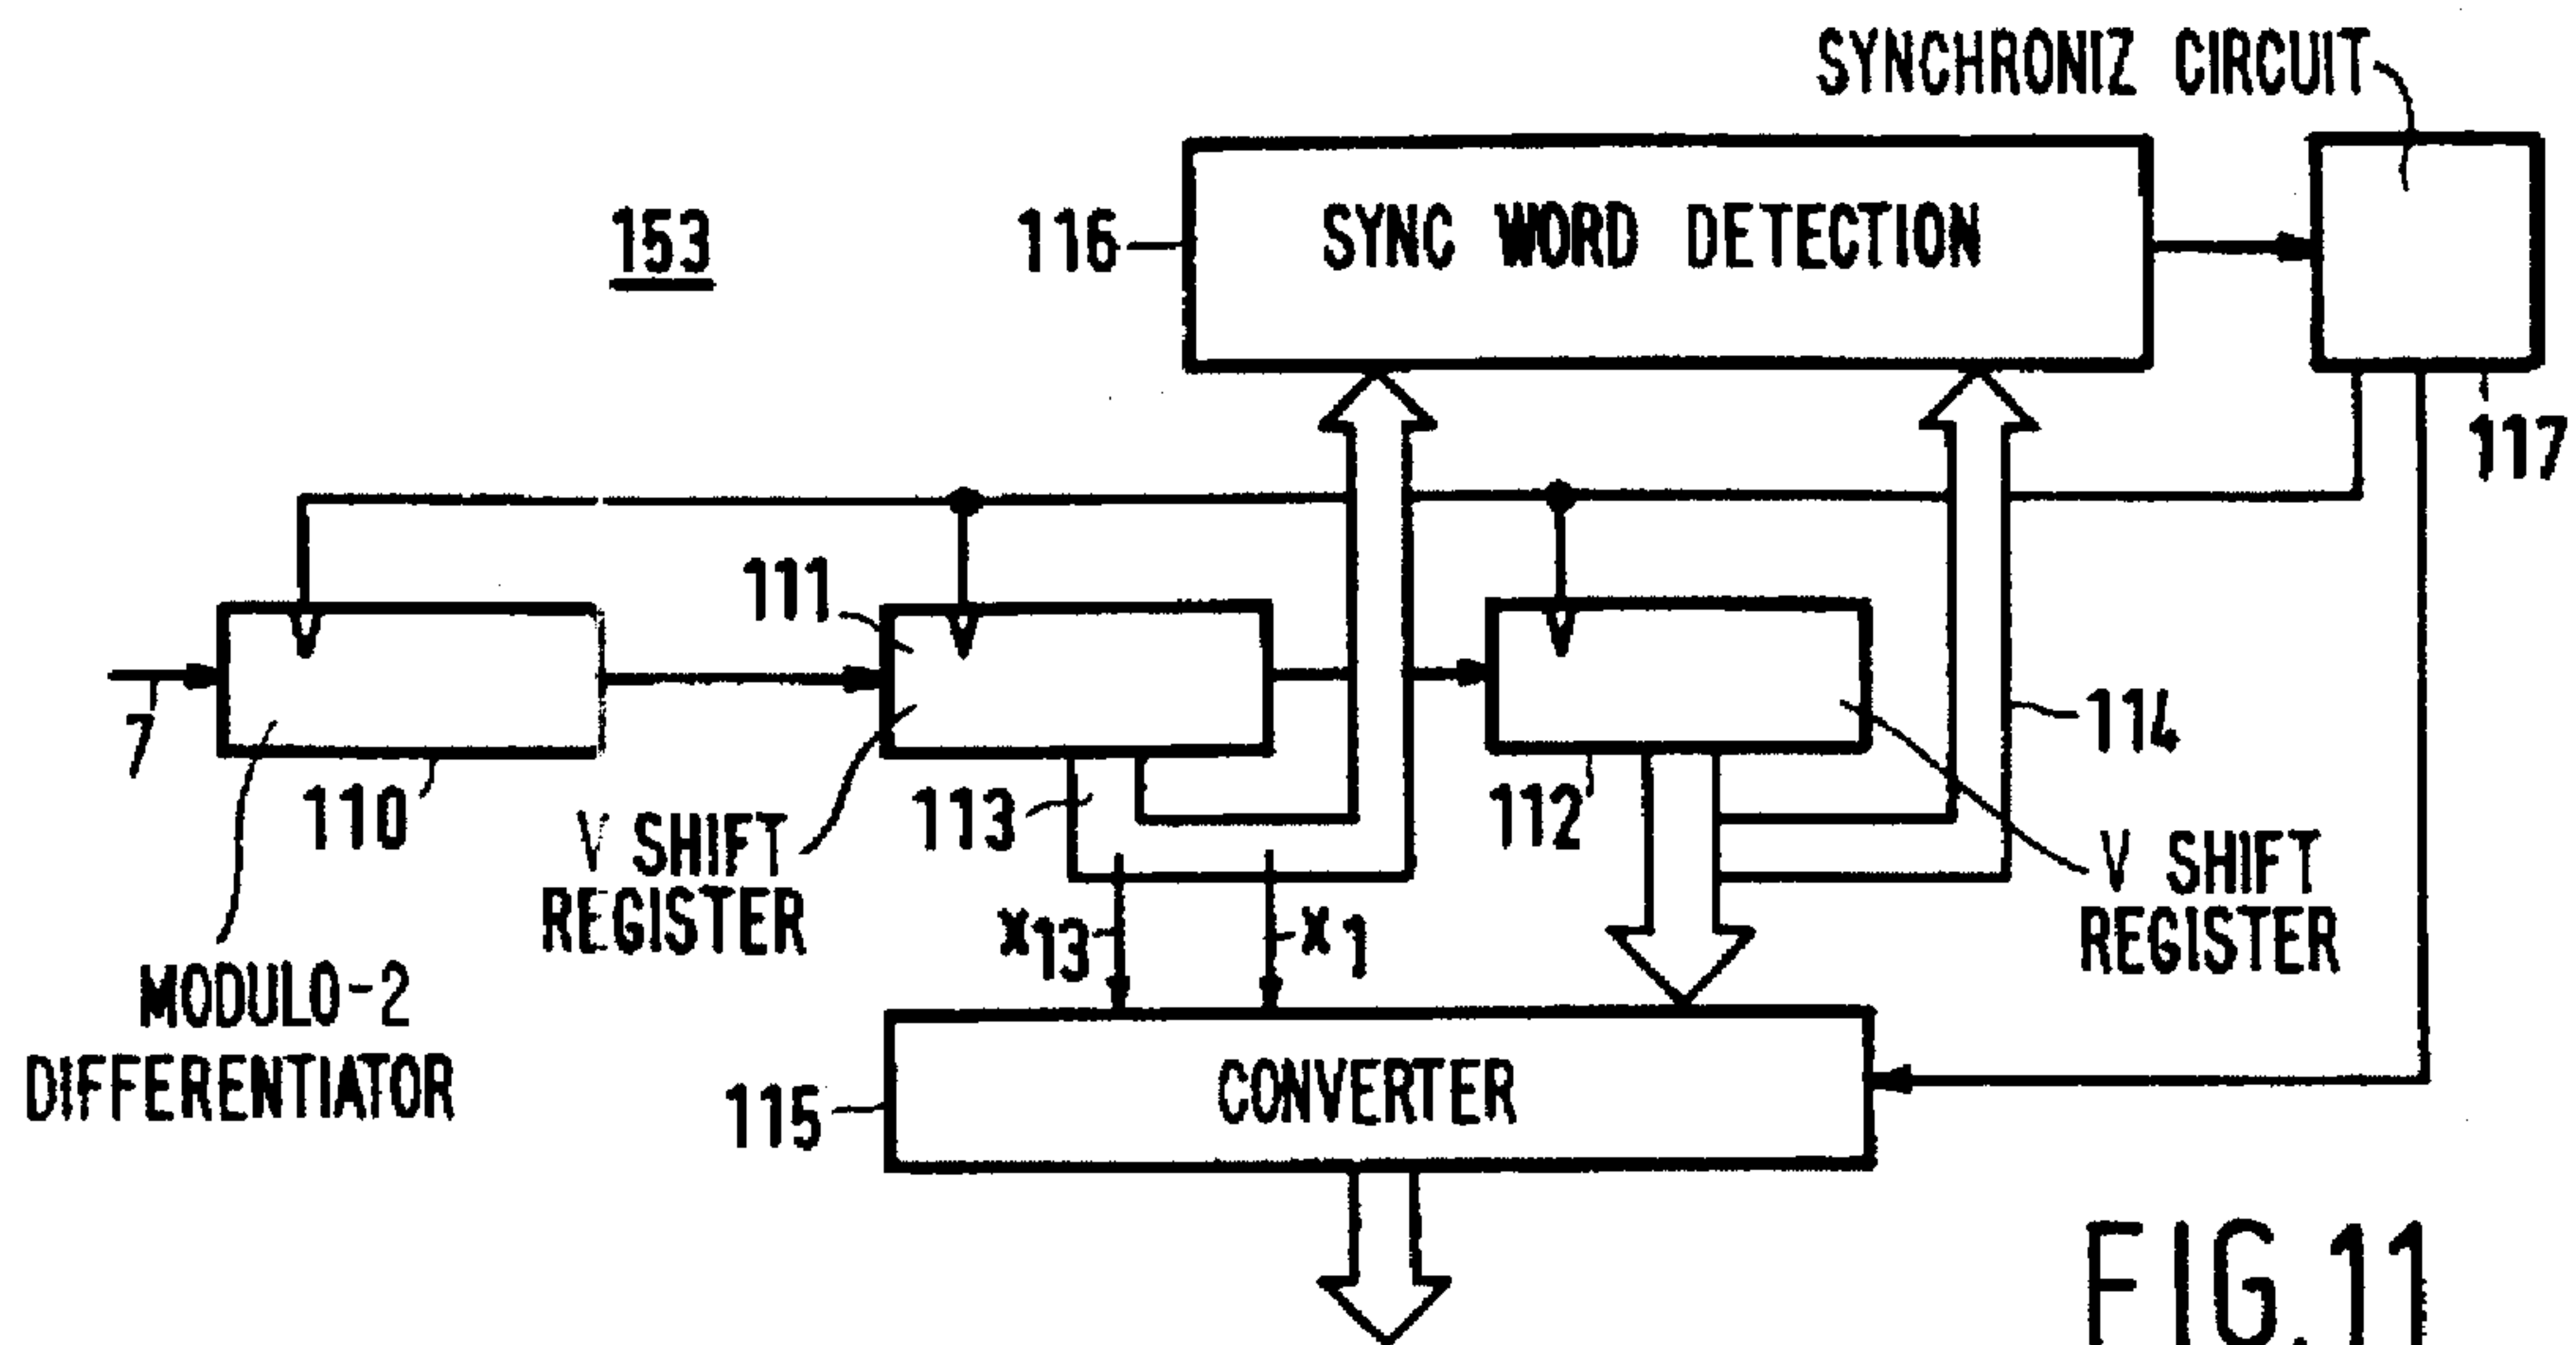 SYNCHRONIZ CIRCUIT
153
116
SYNC WORD DETECTION
117
111
7
110
V SHIFT
REGISTER
113
112
114
V SHIFT
REGISTER
x13
x1
MODULO-2
DIFFERENTIATOR
115
CONVERTER
FIG.11